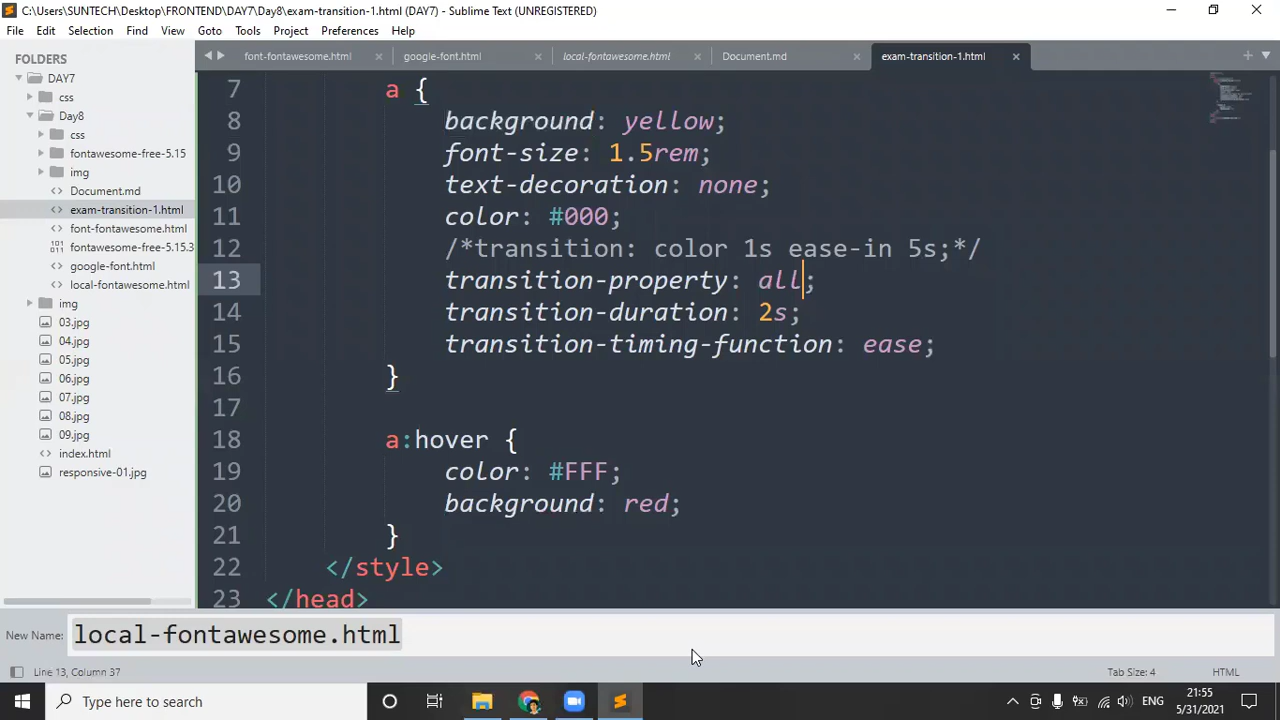 C:\Users\SUNTECH\Desktop\FRONTEND\DAY7\Day8\exam-transition-1.html (DAY7) - Sublime Text (UNREGISTERED)
File Edit Selection Find View Goto Tools Project Preferences Help
FOLDERS
DAY7
css
Day8
css
fontawesome-free-5.15
img
Document.md
exam-transition-1.html
font-fontawesome.html
fontawesome-free-5.15.3
google-font.html
local-fontawesome.html
img
03.jpg
04.jpg
05.jpg
06.jpg
07.jpg
08.jpg
09.jpg
index.html
responsive-01.jpg
font-fontawesome.html google-font.html local-fontawesome.html Document.md exam-transition-1.html
7 a {
8 background: yellow;
9 font-size: 1.5rem;
10 text-decoration: none;
11 color: #000;
12 /*transition: color 1s ease-in 5s;*/
13 transition-property: all;
14 transition-duration: 2s;
15 transition-timing-function: ease;
16 }
17
18 a:hover {
19 color: #FFF;
20 background: red;
21 }
22 </style>
23 </head>
New Name: local-fontawesome.html
Line 13, Column 37 Tab Size: 4 HTML
Type here to search
ENG
21:55
5/31/2021